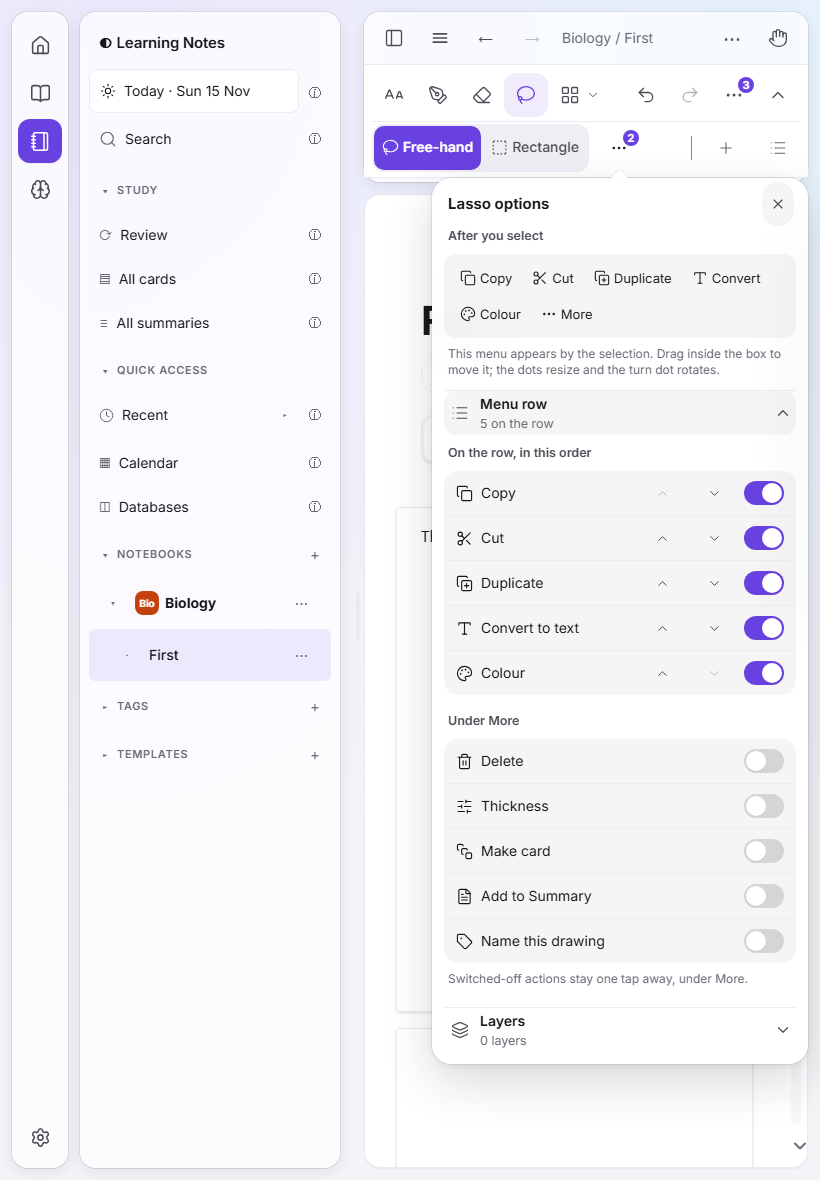 Learning Notes
Today · Sun 15 Nov
Search
STUDY
Review
All cards
All summaries
QUICK ACCESS
Recent
Calendar
Databases
NOTEBOOKS
Bio Biology
First
TAGS
TEMPLATES
Biology / First
AA
3
Free-hand
Rectangle
2
Lasso options
After you select
Copy Cut Duplicate Convert
Colour More
This menu appears by the selection. Drag inside the box to
move it; the dots resize and the turn dot rotates.
Menu row
5 on the row
On the row, in this order
Copy
Cut
Duplicate
Convert to text
Colour
Under More
Delete
Thickness
Make card
Add to Summary
Name this drawing
Switched-off actions stay one tap away, under More.
Layers
0 layers